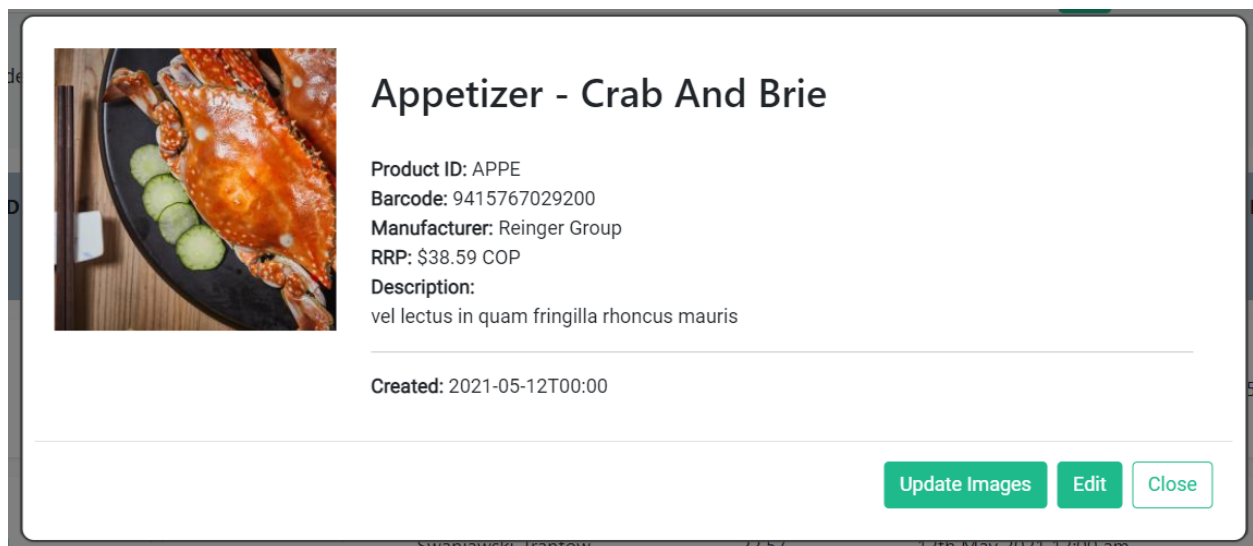 Appetizer - Crab And Brie
Product ID: APPE
Barcode: 9415767029200
Manufacturer: Reinger Group
RRP: $38.59 COP
Description:
vel lectus in quam fringilla rhoncus mauris
Created: 2021-05-12T00:00
Update Images Edit Close